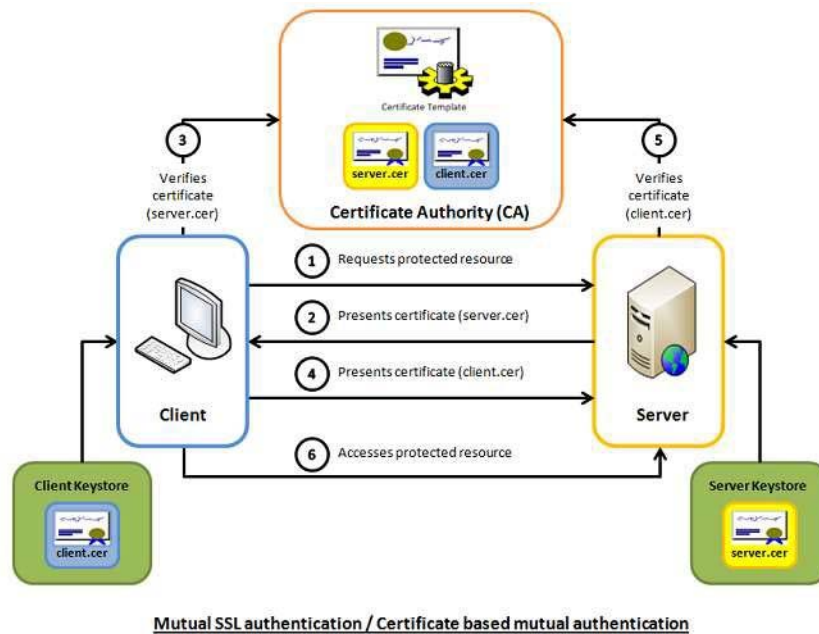 Certificate Template
server.cer
client.cer
Certificate Authority (CA)
3
Verifies
certificate
(server.cer)
5
Verifies
certificate
(client.cer)
1 Requests protected resource
2 Presents certificate (server.cer)
4 Presents certificate (client.cer)
Client
Server
6 Accesses protected resource
Client Keystore
client.cer
Server Keystore
server.cer
Mutual SSL authentication / Certificate based mutual authentication